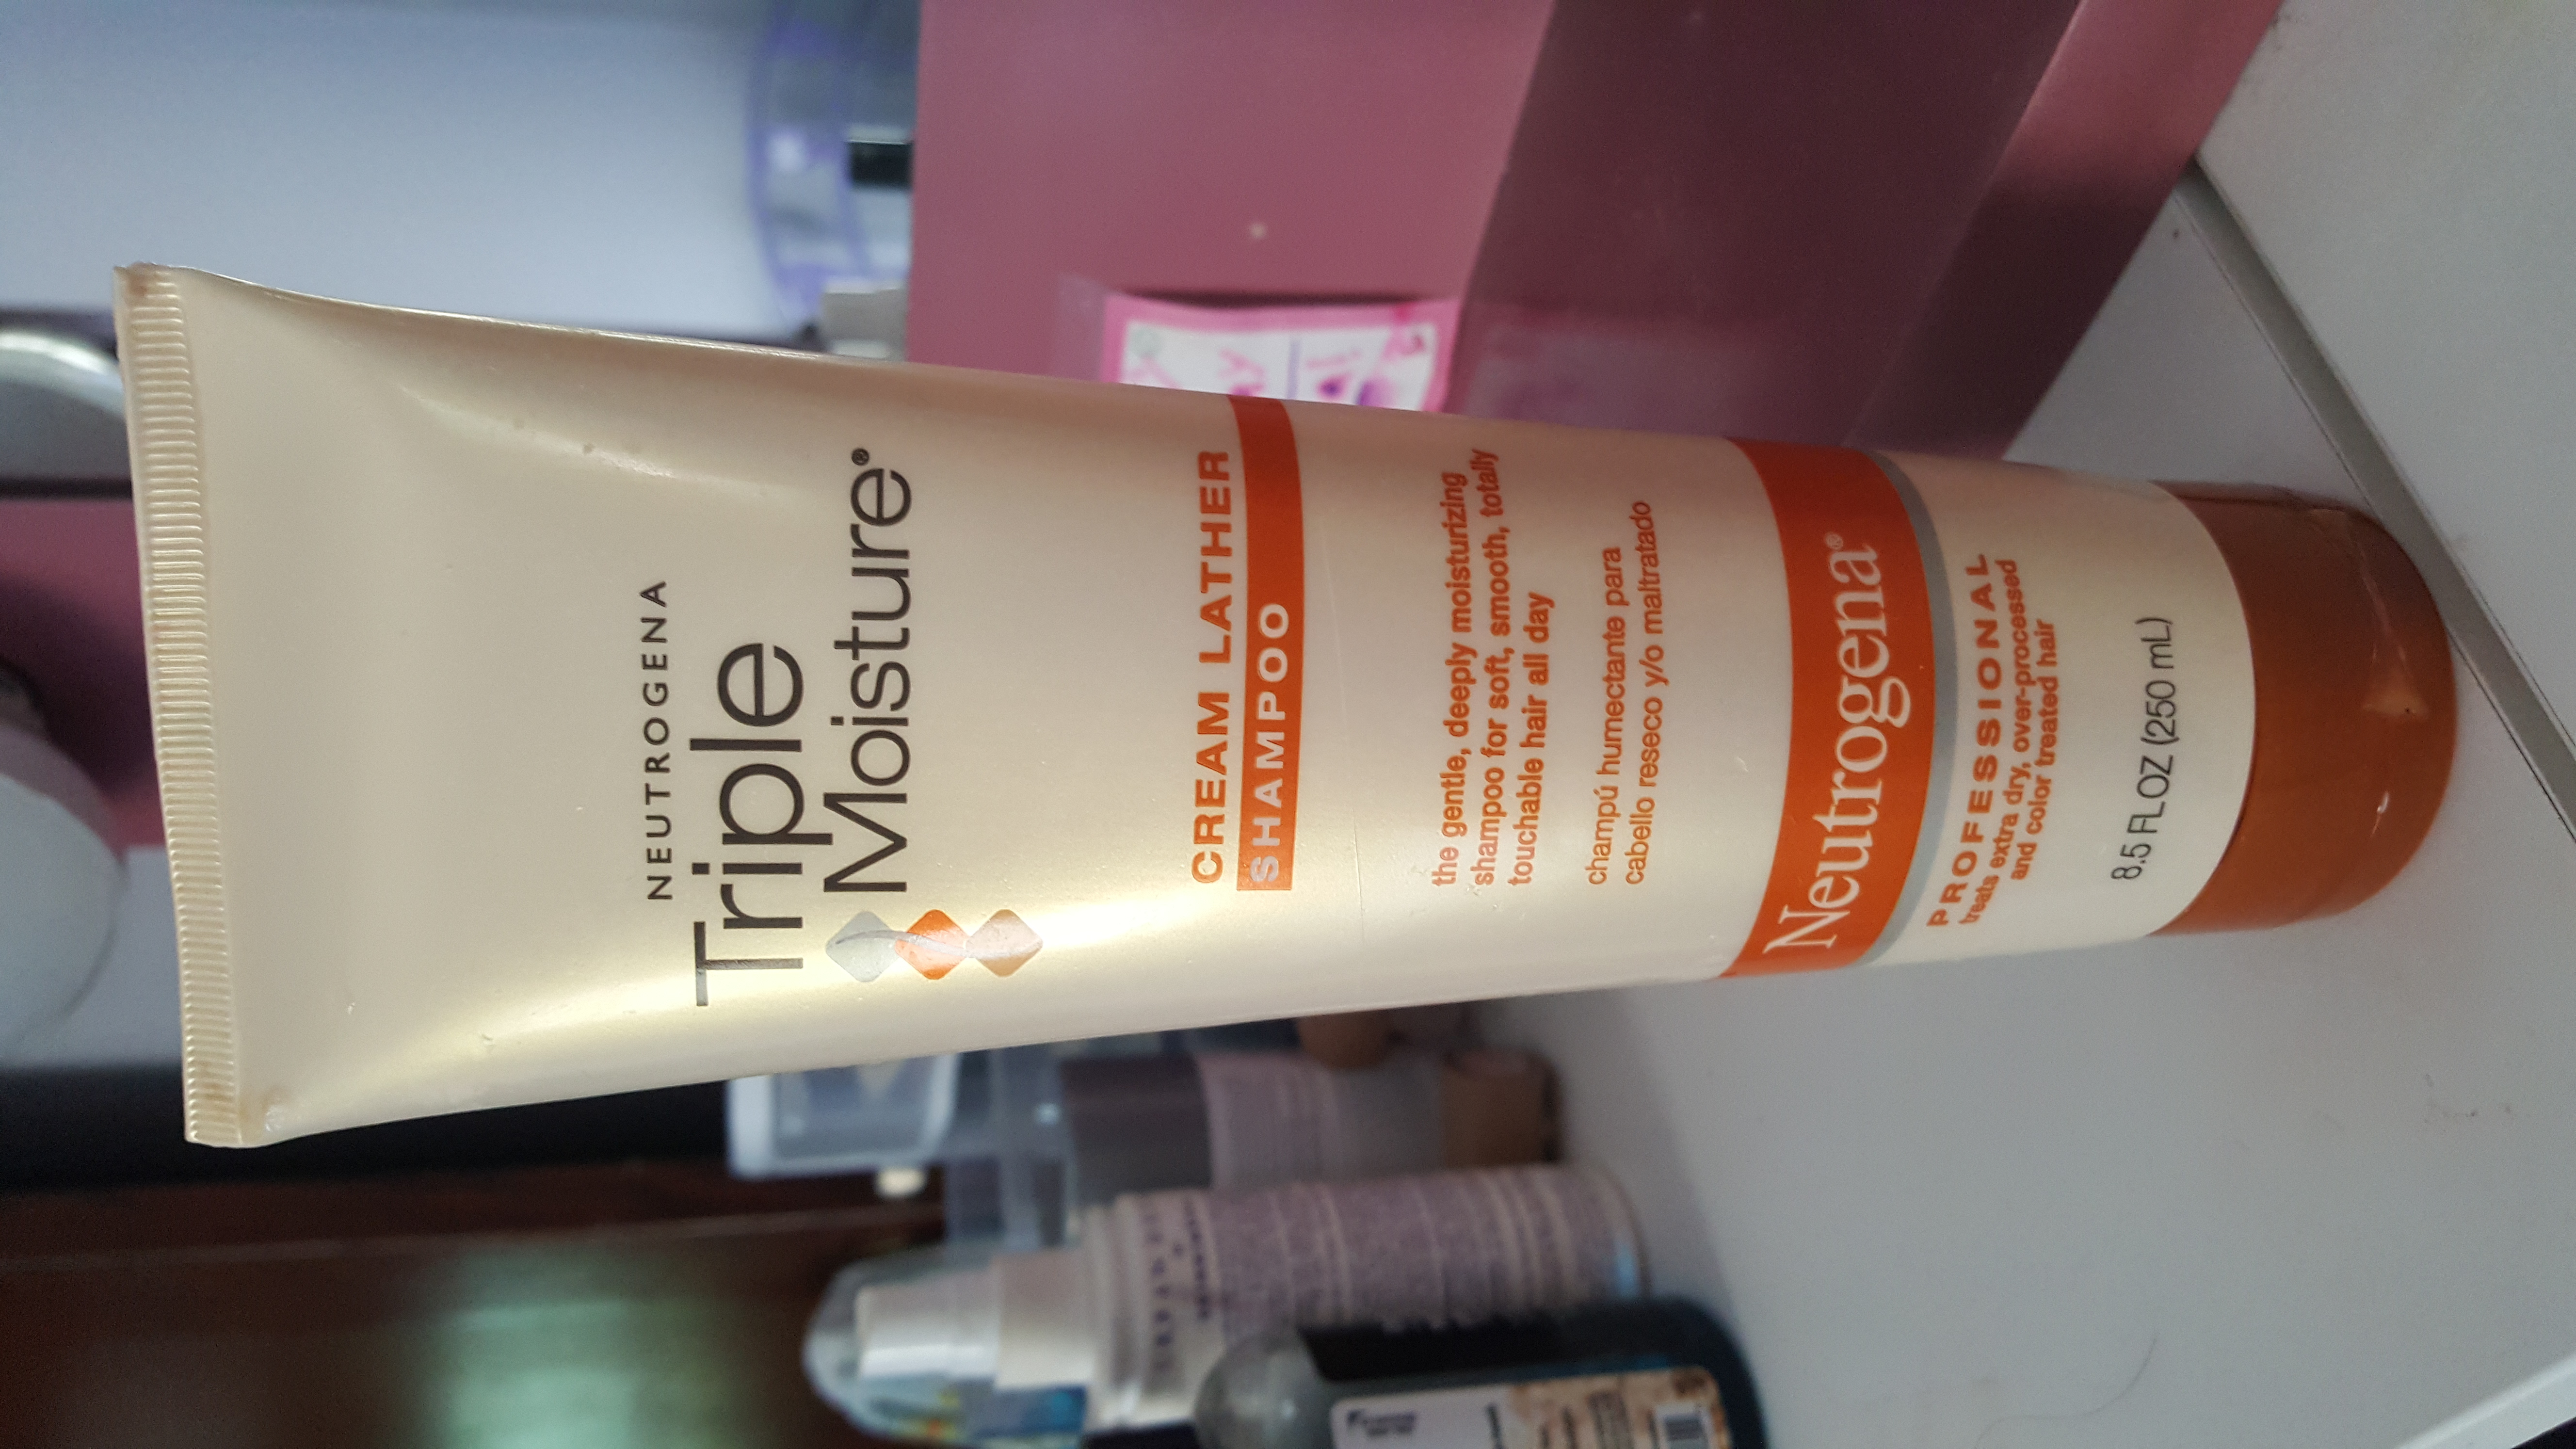 NEUTROGENA
Triple
Moisture®
CREAM LATHER
SHAMPOO
the gentle, deeply moisturizing
shampoo for soft, smooth, totally
touchable hair all day
champú humectante para
cabello reseco y/o maltratado
Neutrogena®
PROFESSIONAL
treats extra dry, over-processed
and color treated hair
8.5 FL OZ (250 mL)